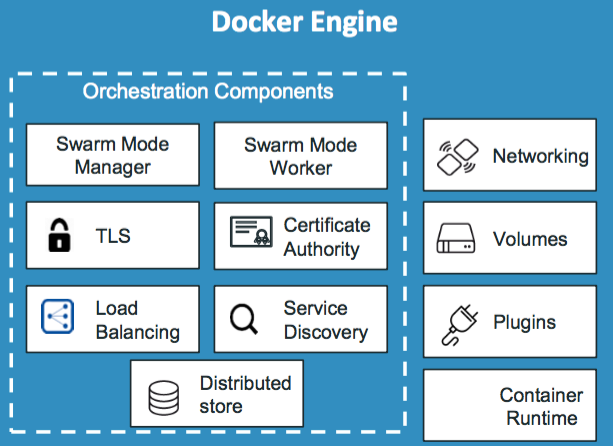 Docker Engine
Orchestration Components
Swarm Mode
Manager
Swarm Mode
Worker
TLS
Certificate
Authority
Load
Balancing
Service
Discovery
Distributed
store
Networking
Volumes
Plugins
Container
Runtime